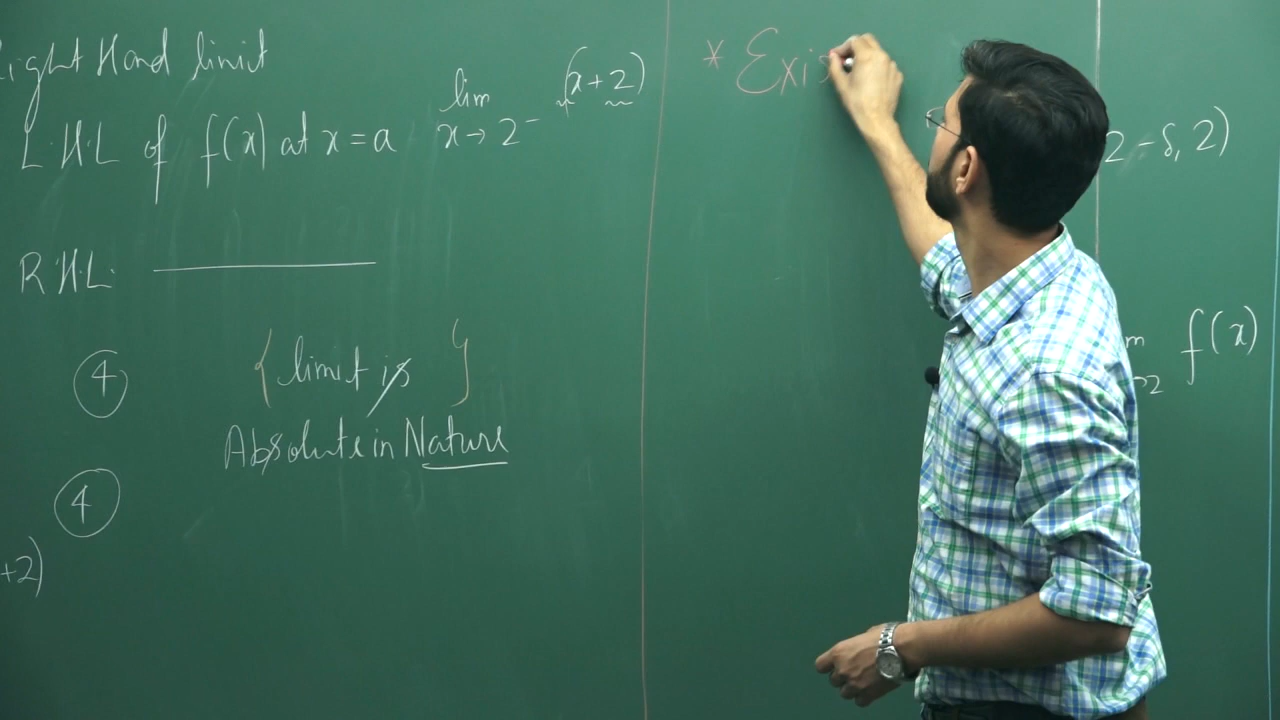 Right Hand limit
L.H.L of f(x) at x=a
lim
x→2⁻ (x+2)
R.H.L.
4
{ limit is }
Absolute in Nature
4
+2)
* Exis
2-δ, 2)
m f(x)
→2